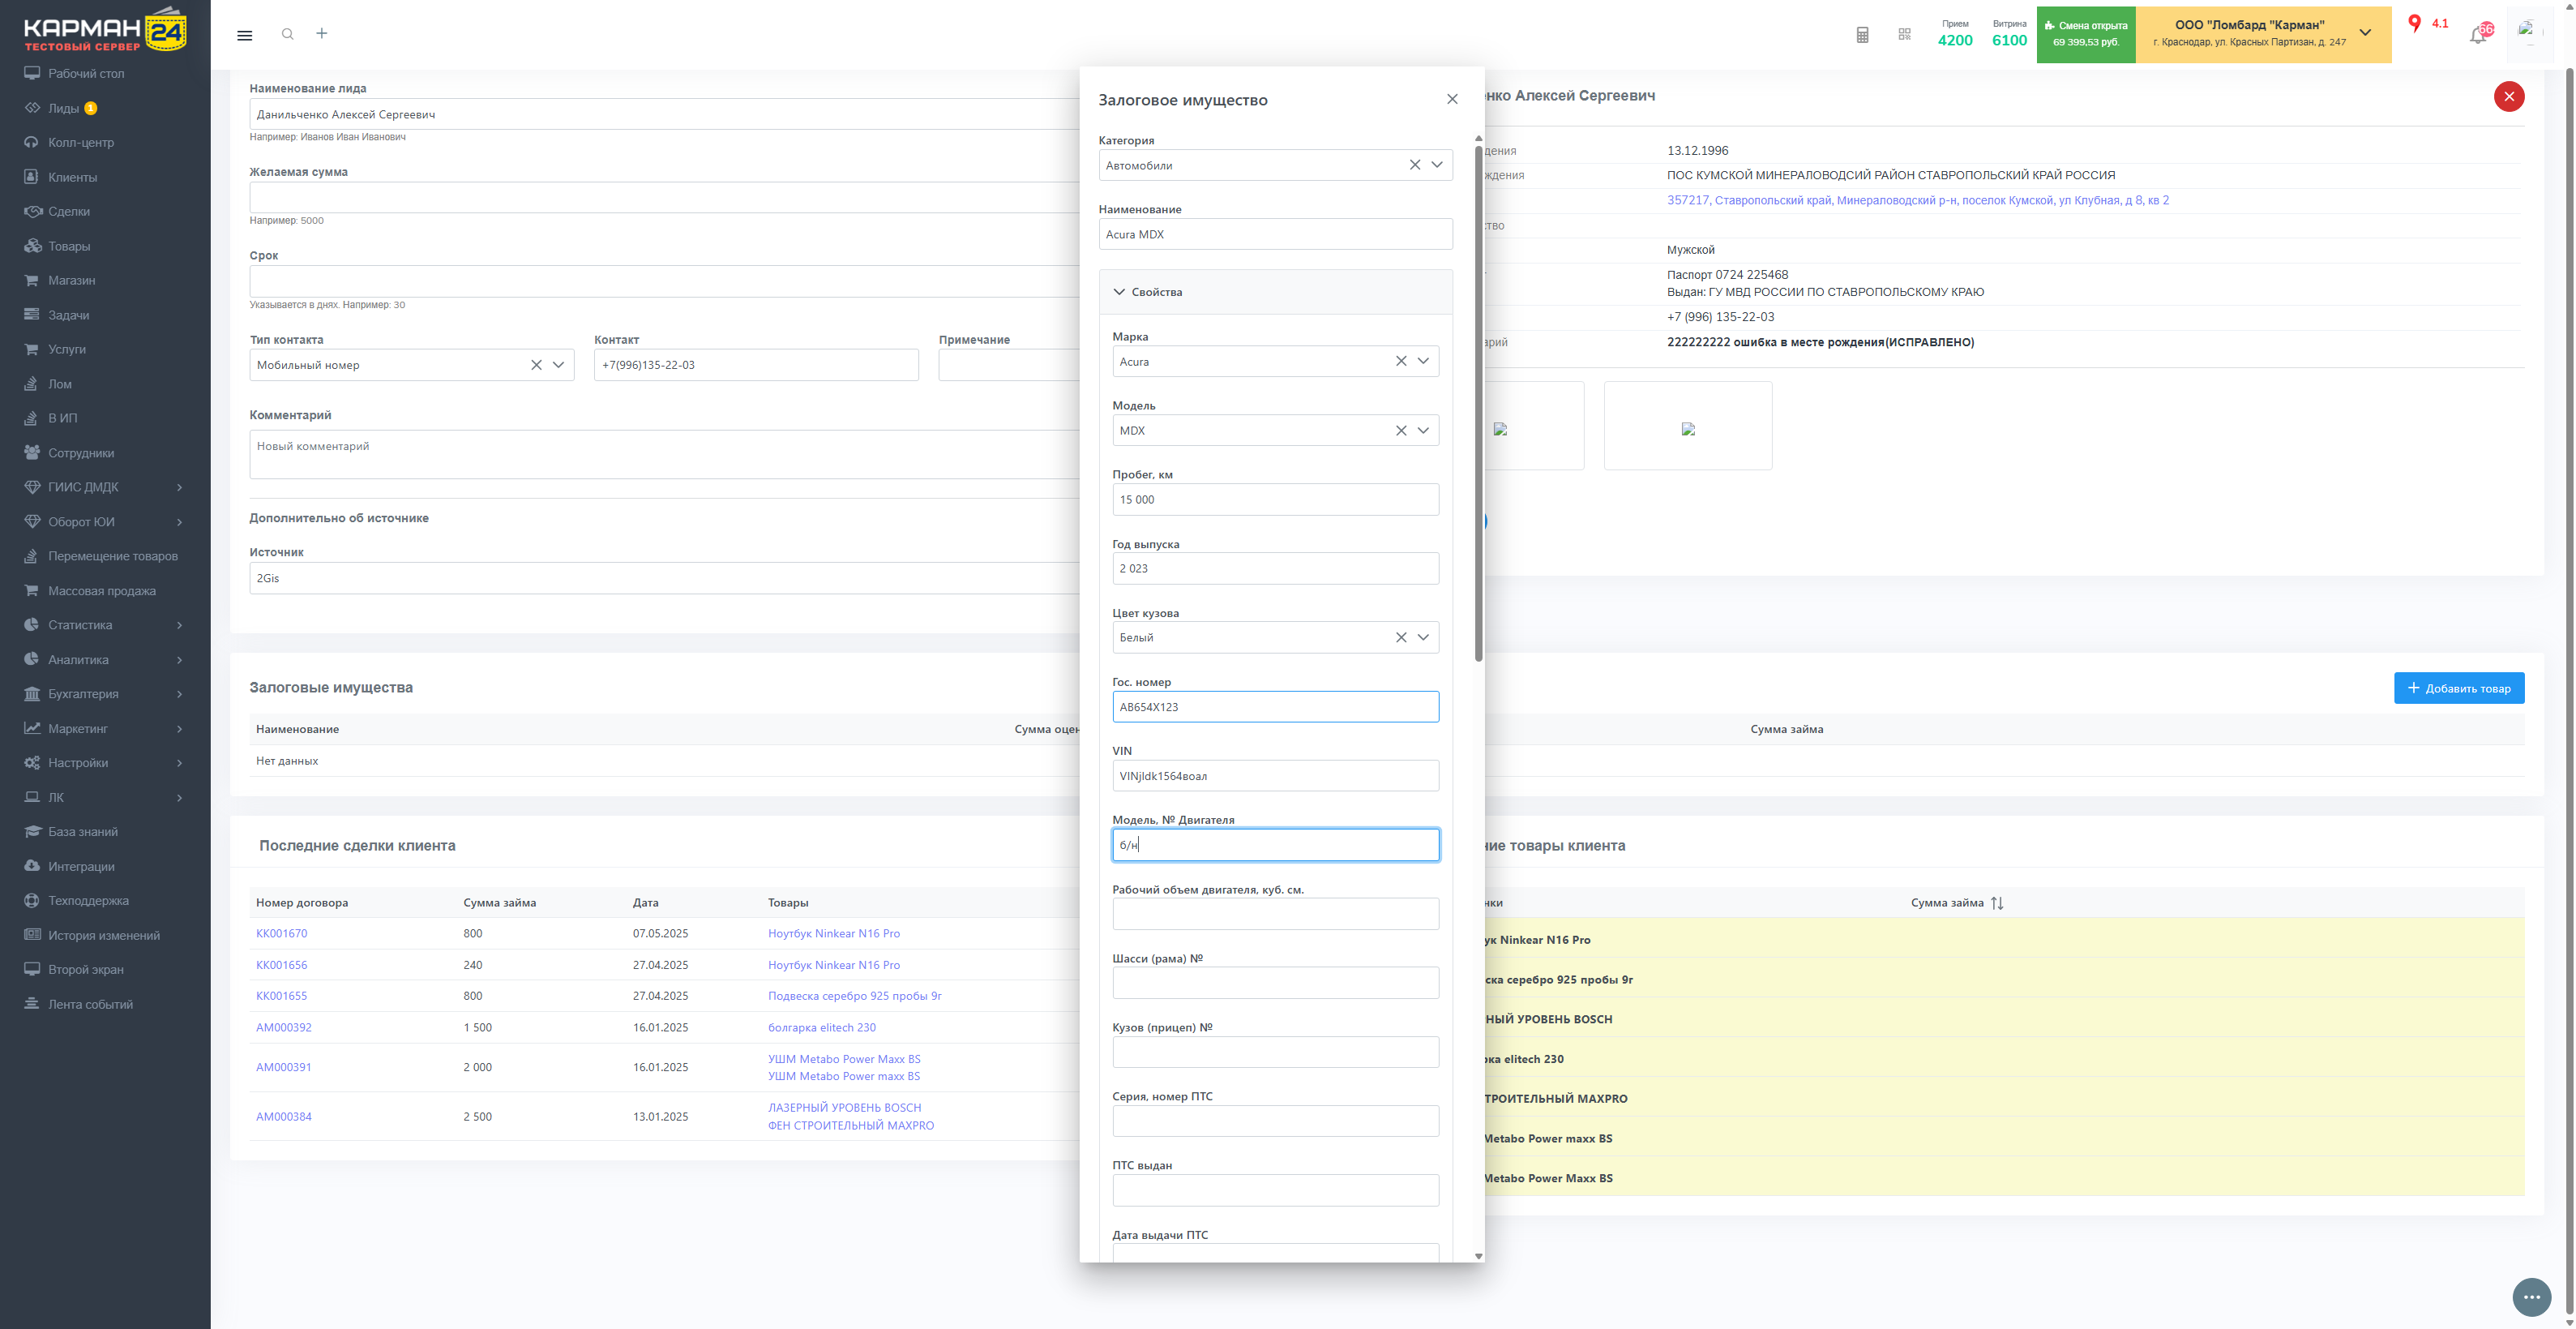 КАРМАН 24
ТЕСТОВЫЙ СЕРВЕР
Рабочий стол
Лиды 1
Колл-центр
Клиенты
Сделки
Товары
Магазин
Задачи
Услуги
Лом
В ИП
Сотрудники
ГИИС ДМДК
Оборот ЮИ
Перемещение товаров
Массовая продажа
Статистика
Аналитика
Бухгалтерия
Маркетинг
Настройки
ЛК
База знаний
Интеграции
Техподдержка
История изменений
Второй экран
Лента событий
Прием
4200
Витрина
6100
Смена открыта
69 399,53 руб.
ООО "Ломбард "Карман"
г. Краснодар, ул. Красных Партизан, д. 247
4.1
66
Наименование лида
Данильченко Алексей Сергеевич
Например: Иванов Иван Иванович
Желаемая сумма
Например: 5000
Срок
Указывается в днях. Например: 30
Тип контакта
Контакт
Примечание
Мобильный номер
+7(996)135-22-03
Комментарий
Новый комментарий
Дополнительно об источнике
Источник
2Gis
Залоговое имущество
Категория
Автомобили
Наименование
Acura MDX
Свойства
Марка
Acura
Модель
MDX
Пробег, км
15 000
Год выпуска
2 023
Цвет кузова
Белый
Гос. номер
АВ654Х123
VIN
VINjldk1564воал
Модель, № Двигателя
б/н
Рабочий объем двигателя, куб. см.
Шасси (рама) №
Кузов (прицеп) №
Серия, номер ПТС
ПТС выдан
Дата выдачи ПТС
нко Алексей Сергеевич
дения 13.12.1996
ждения ПОС КУМСКОЙ МИНЕРАЛОВОДСИЙ РАЙОН СТАВРОПОЛЬСКИЙ КРАЙ РОССИЯ
357217, Ставропольский край, Минераловодский р-н, поселок Кумской, ул Клубная, д 8, кв 2
тво
Мужской
Паспорт 0724 225468
Выдан: ГУ МВД РОССИИ ПО СТАВРОПОЛЬСКОМУ КРАЮ
+7 (996) 135-22-03
арий 222222222 ошибка в месте рождения(ИСПРАВЛЕНО)
Залоговые имущества
Добавить товар
Наименование Сумма оцен Сумма займа
Нет данных
Последние сделки клиента
Номер договора Сумма займа Дата Товары
КК001670 800 07.05.2025 Ноутбук Ninkear N16 Pro
КК001656 240 27.04.2025 Ноутбук Ninkear N16 Pro
КК001655 800 27.04.2025 Подвеска серебро 925 пробы 9г
АМ000392 1 500 16.01.2025 болгарка elitech 230
АМ000391 2 000 16.01.2025 УШМ Metabo Power Maxx BS
УШМ Metabo Power maxx BS
АМ000384 2 500 13.01.2025 ЛАЗЕРНЫЙ УРОВЕНЬ BOSCH
ФЕН СТРОИТЕЛЬНЫЙ MAXPRO
ние товары клиента
нки Сумма займа
ук Ninkear N16 Pro
ска серебро 925 пробы 9г
НЫЙ УРОВЕНЬ BOSCH
рка elitech 230
ТРОИТЕЛЬНЫЙ MAXPRO
Metabo Power maxx BS
Metabo Power Maxx BS